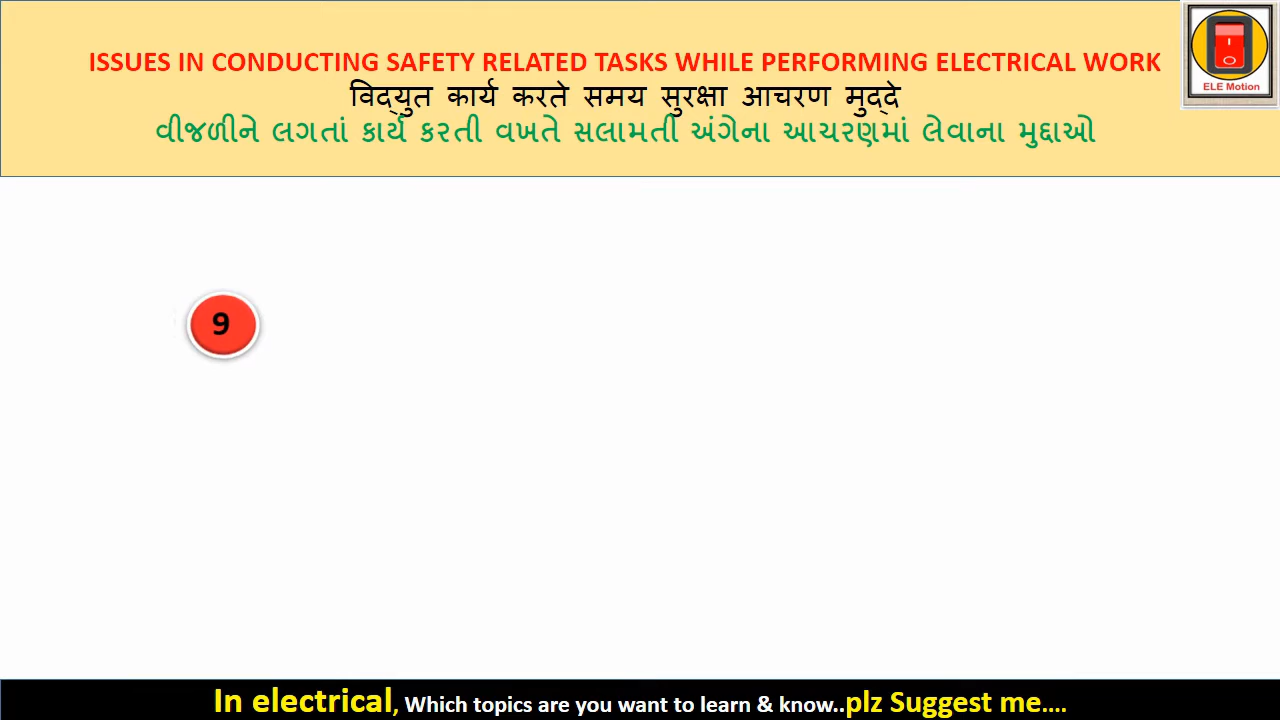 ISSUES IN CONDUCTING SAFETY RELATED TASKS WHILE PERFORMING ELECTRICAL WORK
विद्‌युत कार्य करते समय सुरक्षा आचरण मुद्‌दे
વીજળીને લગતાં કાર્ય કરતી વખતે સલામતી અંગેના આચરણમાં લેવાના મુદ્દાઓ
ELE Motion
9
In electrical, Which topics are you want to learn & know..plz Suggest me....